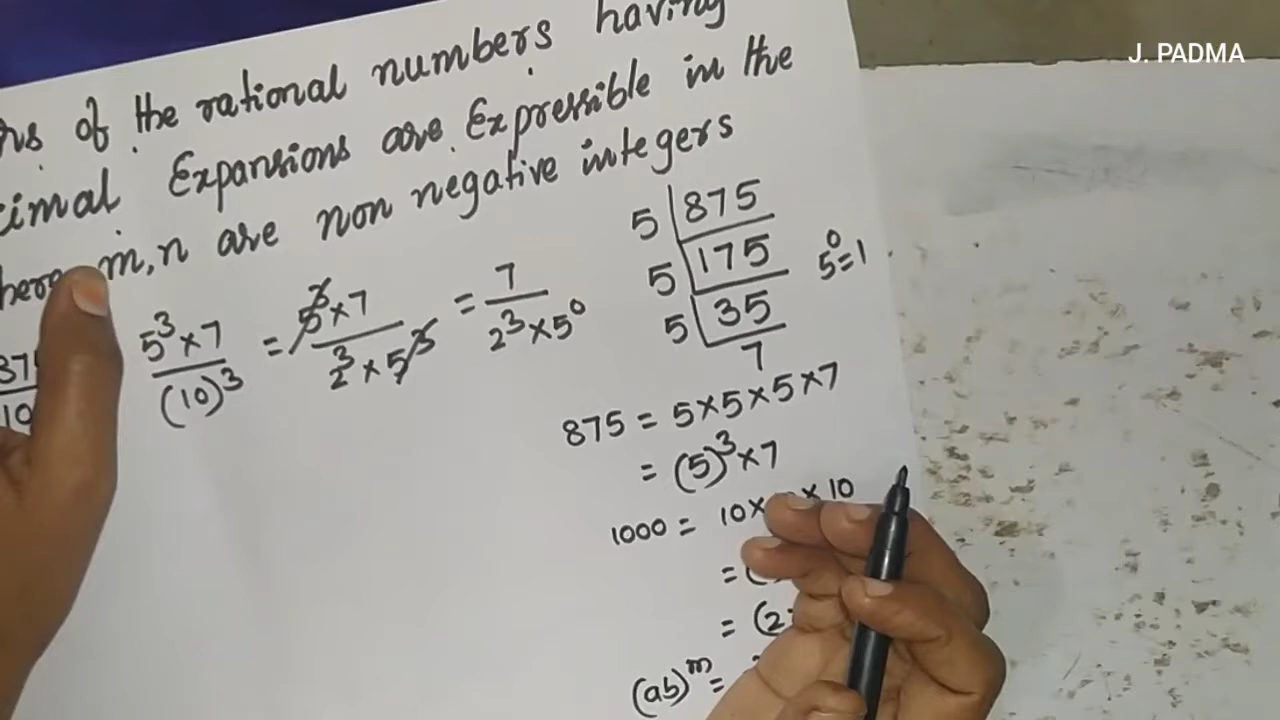 J. PADMA
of the rational numbers having
Expansions are Expressible in the
m,n are non negative integers
5 | 875
5 | 175
5 | 35
7
5⁰=1
5³×7/(10)³ = 5³×7/2³×5³ = 7/2³×5⁰
875 = 5×5×5×7
= (5)³×7
1000 = 10× ×10
= (
= (2
(ab)ᵐ=